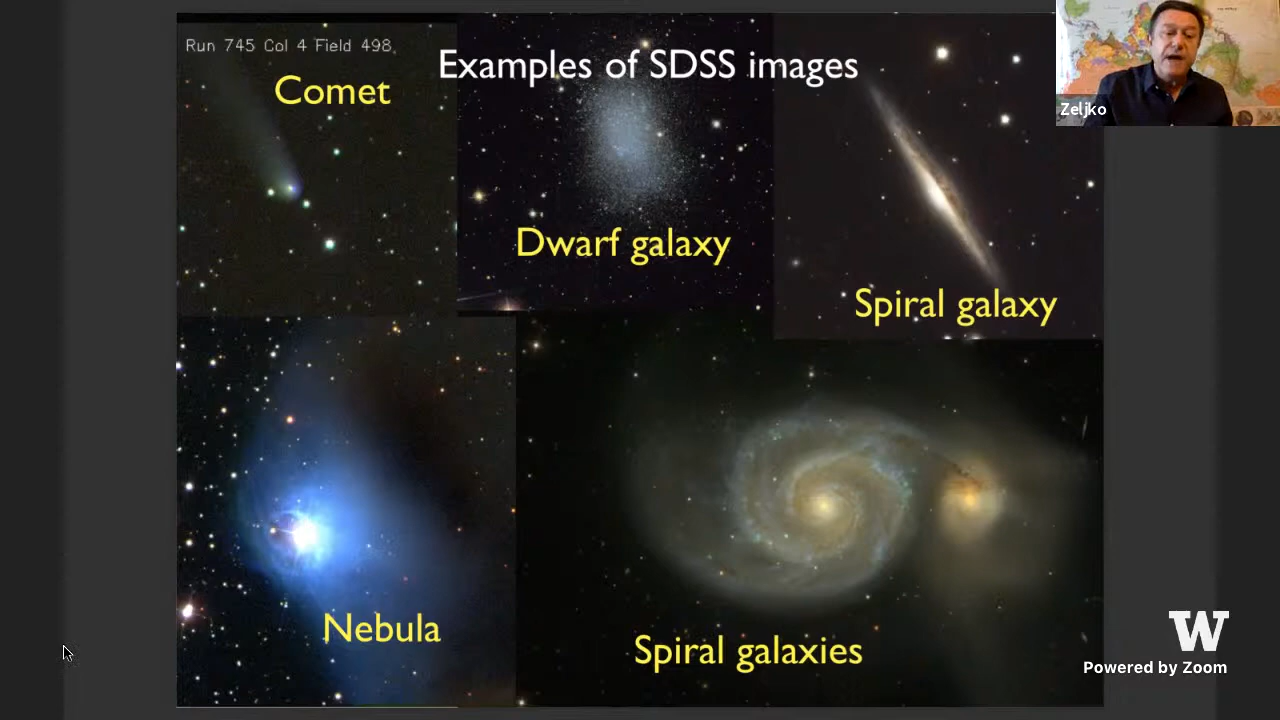 Run 745 Col 4 Field 498
Examples of SDSS images
Comet
Zeljko
Dwarf galaxy
Spiral galaxy
Nebula
Spiral galaxies
W
Powered by Zoom